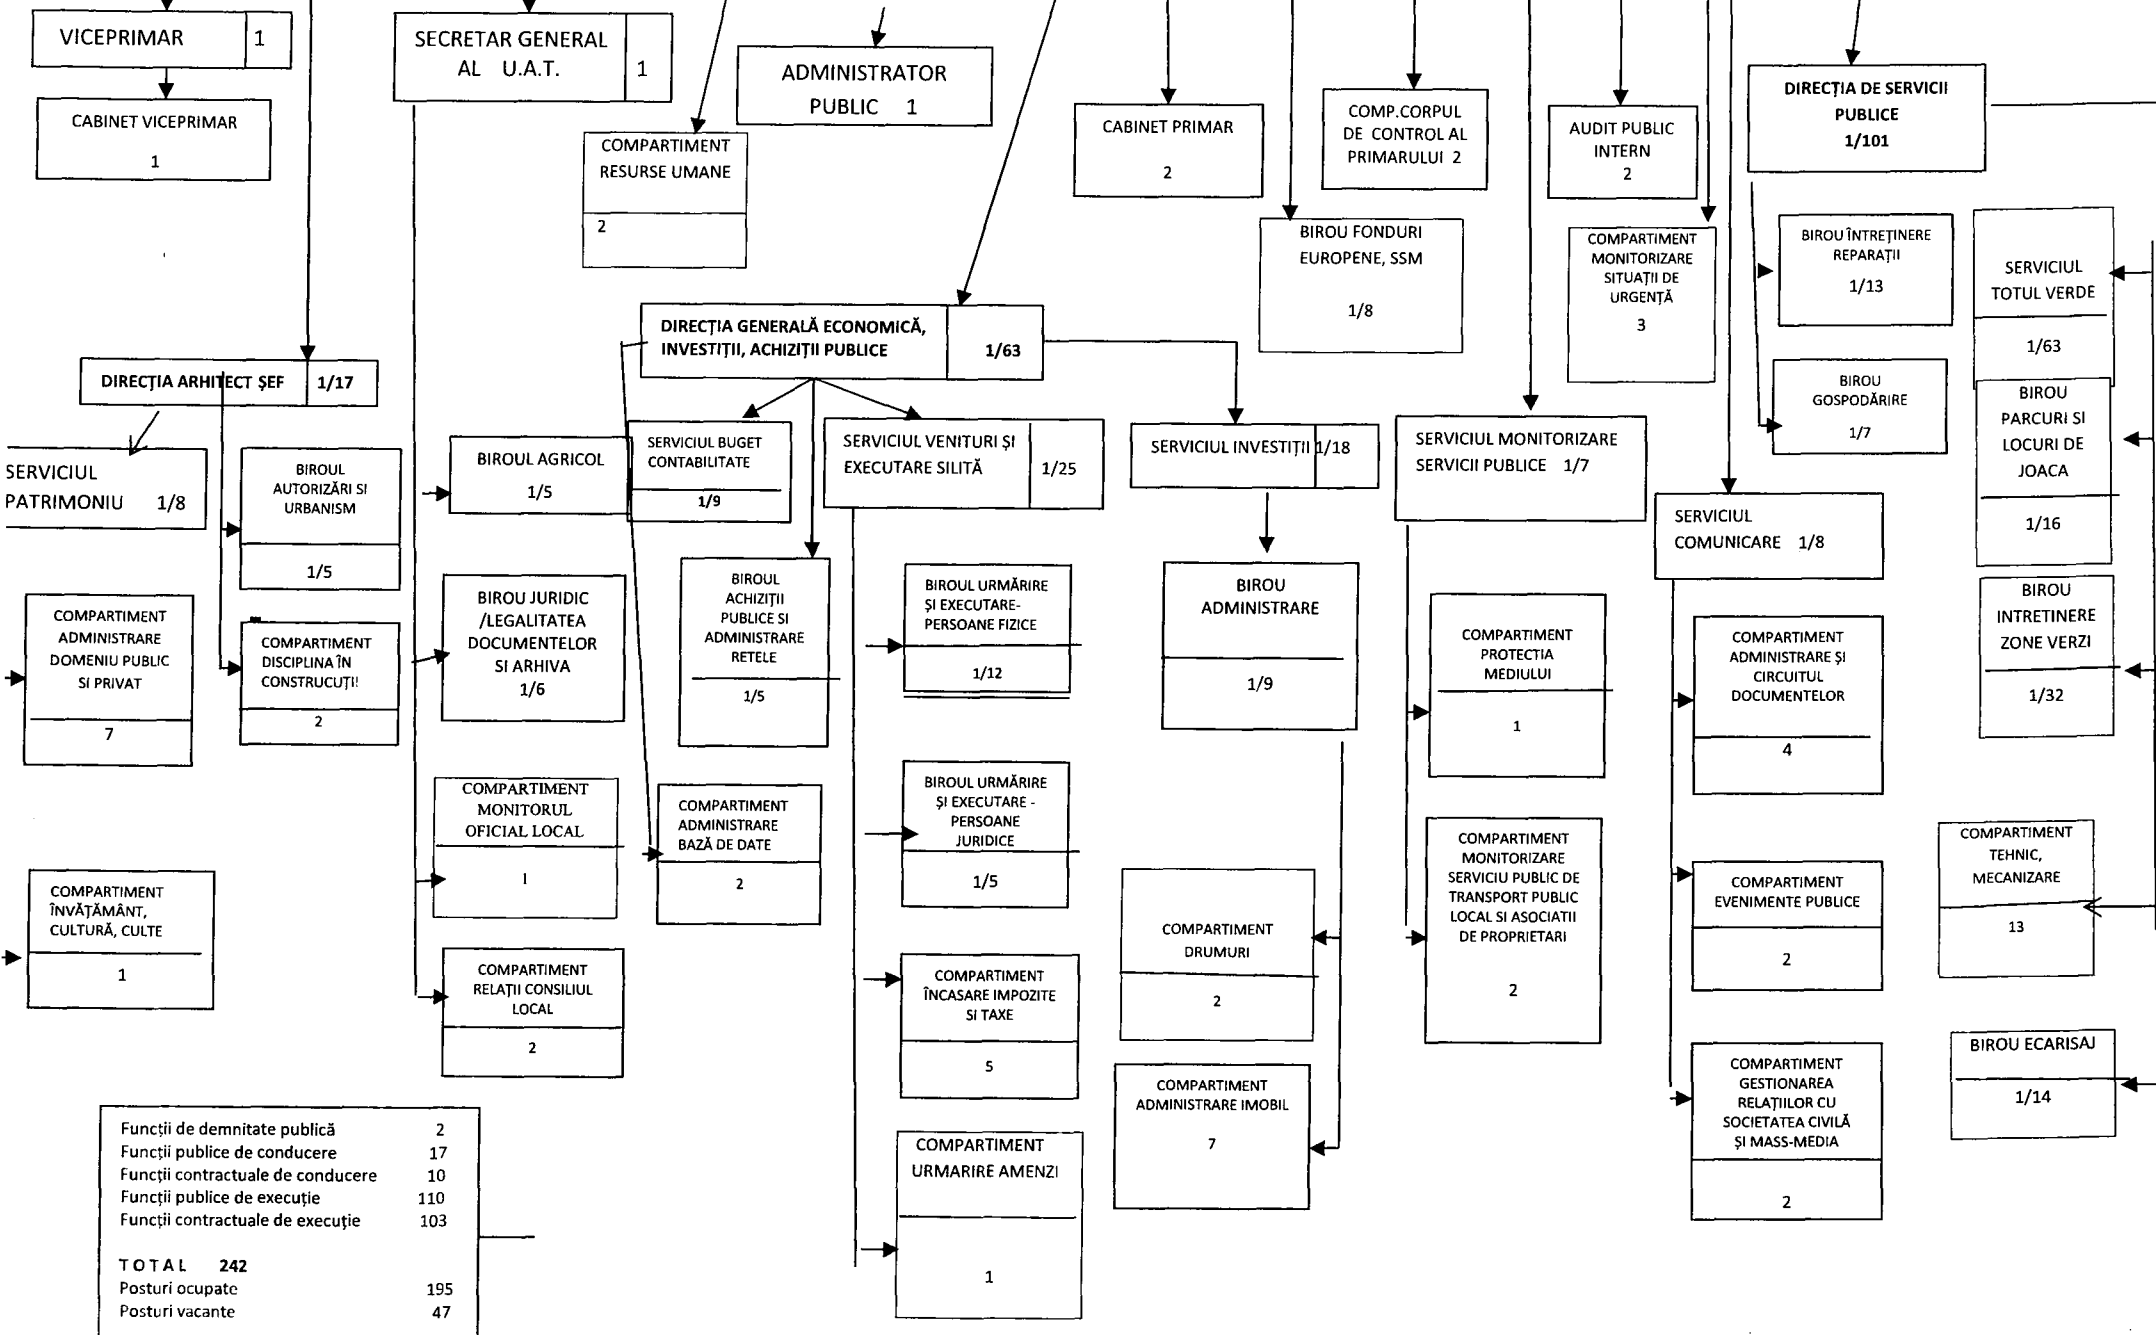 VICEPRIMAR 1
CABINET VICEPRIMAR
1
SECRETAR GENERAL
AL U.A.T. 1
COMPARTIMENT
RESURSE UMANE
2
ADMINISTRATOR
PUBLIC 1
CABINET PRIMAR
2
COMP.CORPUL
DE CONTROL AL
PRIMARULUI 2
AUDIT PUBLIC
INTERN
2
DIRECȚIA DE SERVICII
PUBLICE
1/101
BIROU FONDURI
EUROPENE, SSM
1/8
COMPARTIMENT
MONITORIZARE
SITUAȚII DE
URGENȚĂ
3
BIROU ÎNTREȚINERE
REPARAȚII
1/13
SERVICIUL
TOTUL VERDE
1/63
DIRECȚIA GENERALĂ ECONOMICĂ,
INVESTIȚII, ACHIZIȚII PUBLICE 1/63
DIRECȚIA ARHITECT ȘEF 1/17
BIROU
GOSPODĂRIRE
1/7
BIROU
PARCURI SI
LOCURI DE
JOACA
1/16
SERVICIUL
PATRIMONIU 1/8
BIROUL
AUTORIZĂRI SI
URBANISM
1/5
BIROUL AGRICOL
1/5
SERVICIUL BUGET
CONTABILITATE
1/9
SERVICIUL VENITURI ȘI
EXECUTARE SILITĂ 1/25
SERVICIUL INVESTIȚII 1/18
SERVICIUL MONITORIZARE
SERVICII PUBLICE 1/7
SERVICIUL
COMUNICARE 1/8
COMPARTIMENT
ADMINISTRARE
DOMENIU PUBLIC
SI PRIVAT
7
COMPARTIMENT
DISCIPLINA ÎN
CONSTRUCUȚI!
2
BIROU JURIDIC
/LEGALITATEA
DOCUMENTELOR
SI ARHIVA
1/6
BIROUL
ACHIZIȚII
PUBLICE SI
ADMINISTRARE
RETELE
1/5
BIROUL URMĂRIRE
ȘI EXECUTARE-
PERSOANE FIZICE
1/12
BIROU
ADMINISTRARE
1/9
COMPARTIMENT
PROTECTIA
MEDIULUI
1
COMPARTIMENT
ADMINISTRARE ȘI
CIRCUITUL
DOCUMENTELOR
4
BIROU
INTRETINERE
ZONE VERZI
1/32
COMPARTIMENT
MONITORUL
OFICIAL LOCAL
I
COMPARTIMENT
ADMINISTRARE
BAZĂ DE DATE
2
BIROUL URMĂRIRE
ȘI EXECUTARE -
PERSOANE
JURIDICE
1/5
COMPARTIMENT
DRUMURI
2
COMPARTIMENT
MONITORIZARE
SERVICIU PUBLIC DE
TRANSPORT PUBLIC
LOCAL SI ASOCIATII
DE PROPRIETARI
2
COMPARTIMENT
EVENIMENTE PUBLICE
2
COMPARTIMENT
TEHNIC,
MECANIZARE
13
COMPARTIMENT
ÎNVĂȚĂMÂNT,
CULTURĂ, CULTE
1
COMPARTIMENT
RELAȚII CONSILIUL
LOCAL
2
COMPARTIMENT
ÎNCASARE IMPOZITE
SI TAXE
5
COMPARTIMENT
ADMINISTRARE IMOBIL
7
COMPARTIMENT
GESTIONAREA
RELAȚIILOR CU
SOCIETATEA CIVILĂ
ȘI MASS-MEDIA
2
BIROU ECARISAJ
1/14
COMPARTIMENT
URMARIRE AMENZI
1
Funcții de demnitate publică 2
Funcții publice de conducere 17
Funcții contractuale de conducere 10
Funcții publice de execuție 110
Funcții contractuale de execuție 103
T O T A L 242
Posturi ocupate 195
Posturi vacante 47